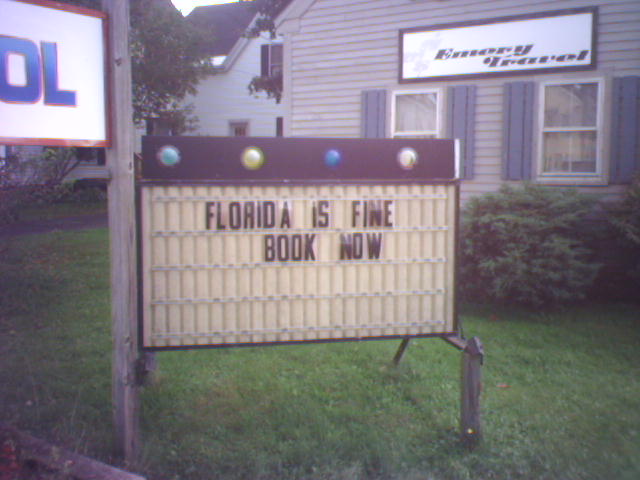 OL
Emory
Travel
FLORIDA IS FINE
BOOK NOW